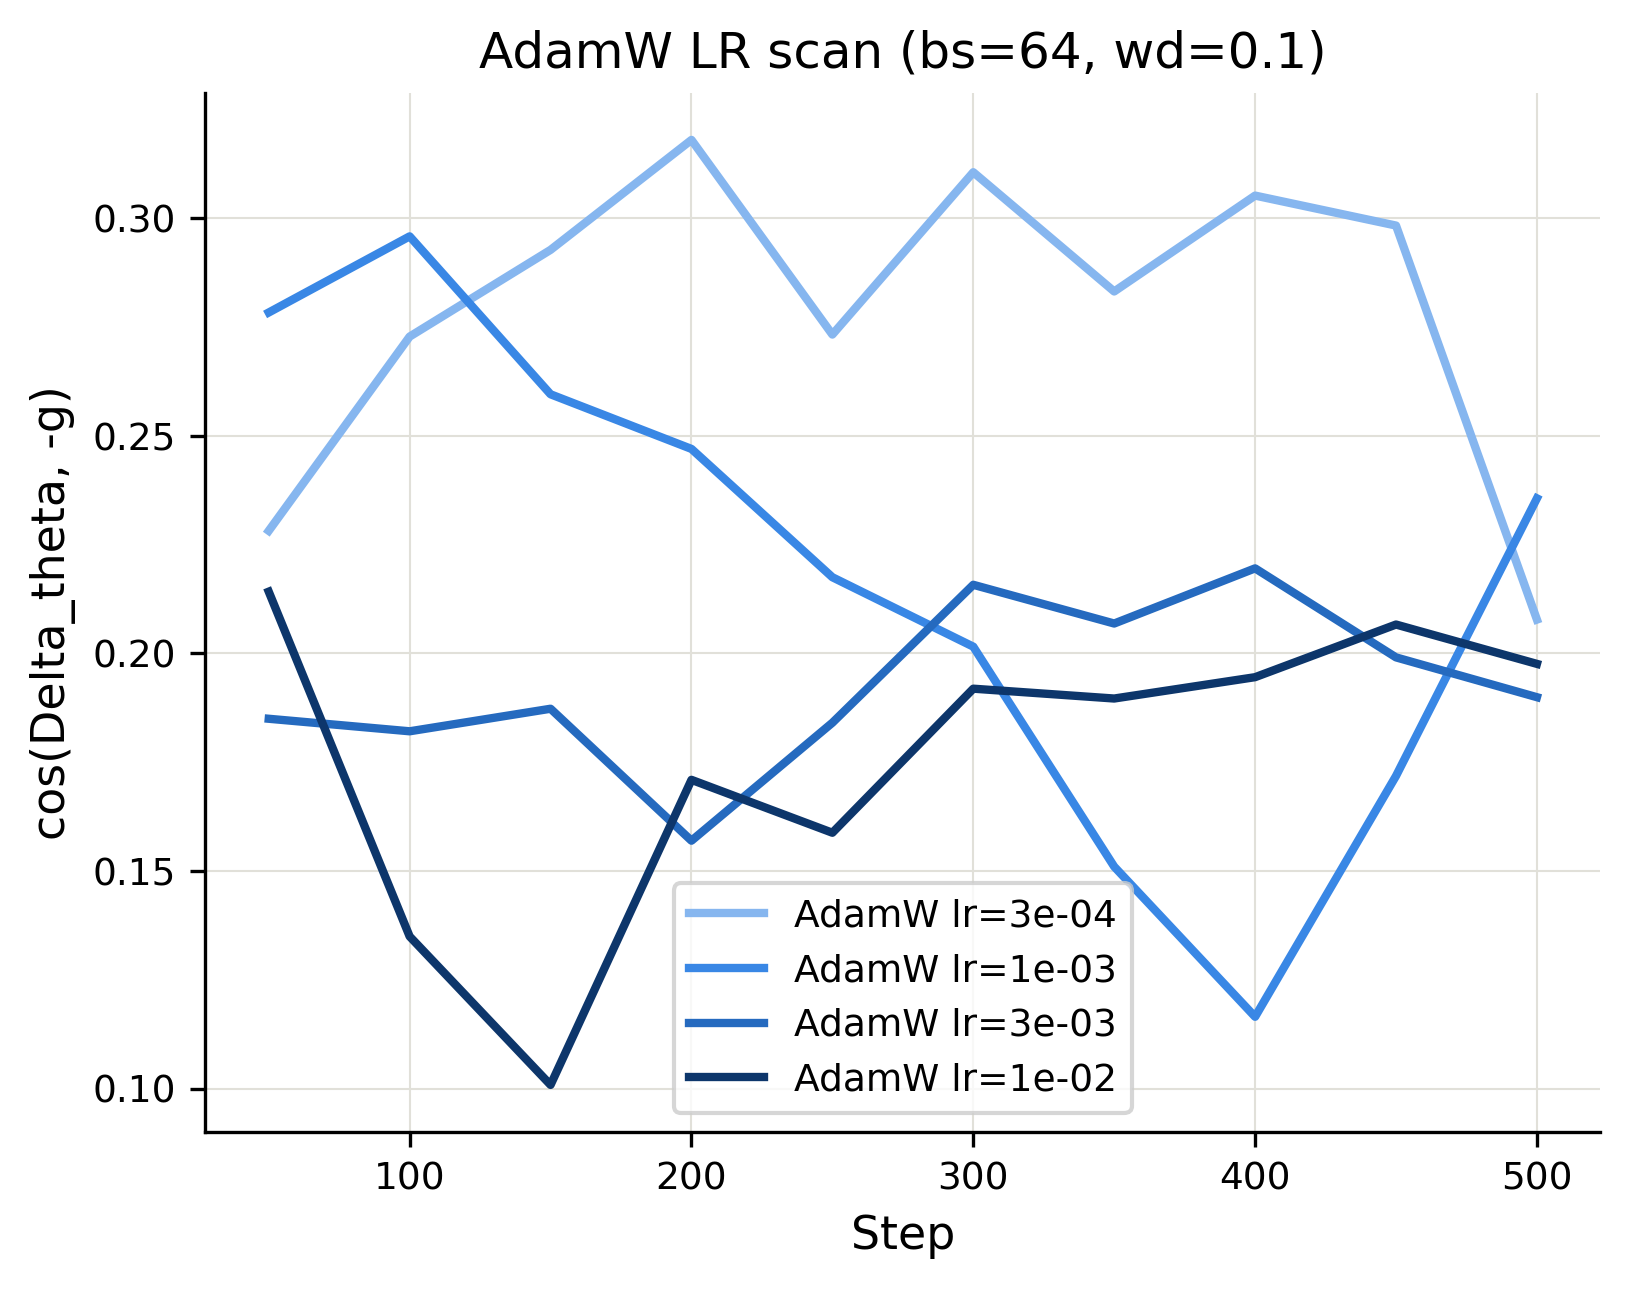 AdamW LR scan (bs=64, wd=0.1)
cos(Delta_theta, -g)
0.30
0.25
0.20
0.15
0.10
AdamW lr=3e-04
AdamW lr=1e-03
AdamW lr=3e-03
AdamW lr=1e-02
100 200 300 400 500
Step